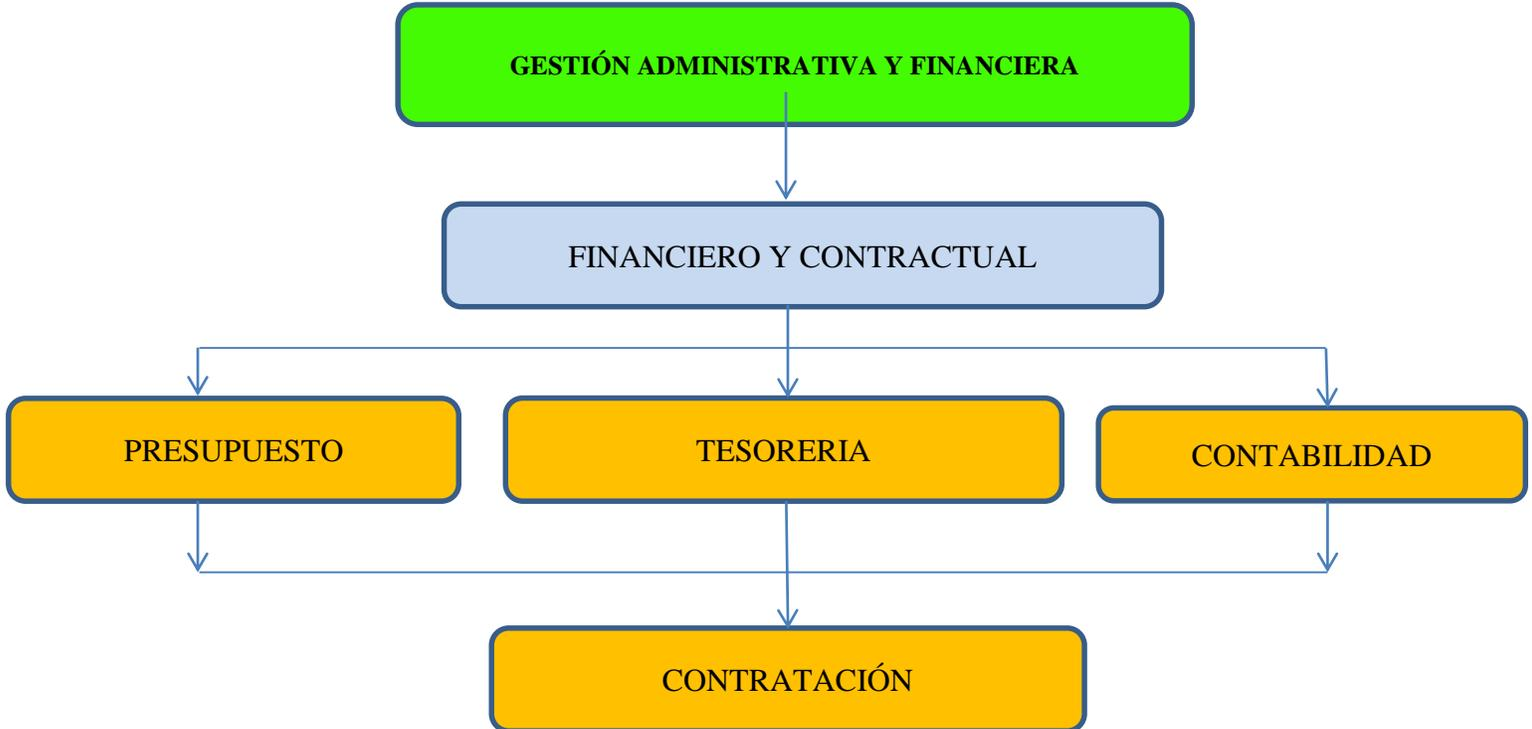 GESTIÓN ADMINISTRATIVA Y FINANCIERA
FINANCIERO Y CONTRACTUAL
PRESUPUESTO
TESORERIA
CONTABILIDAD
CONTRATACIÓN